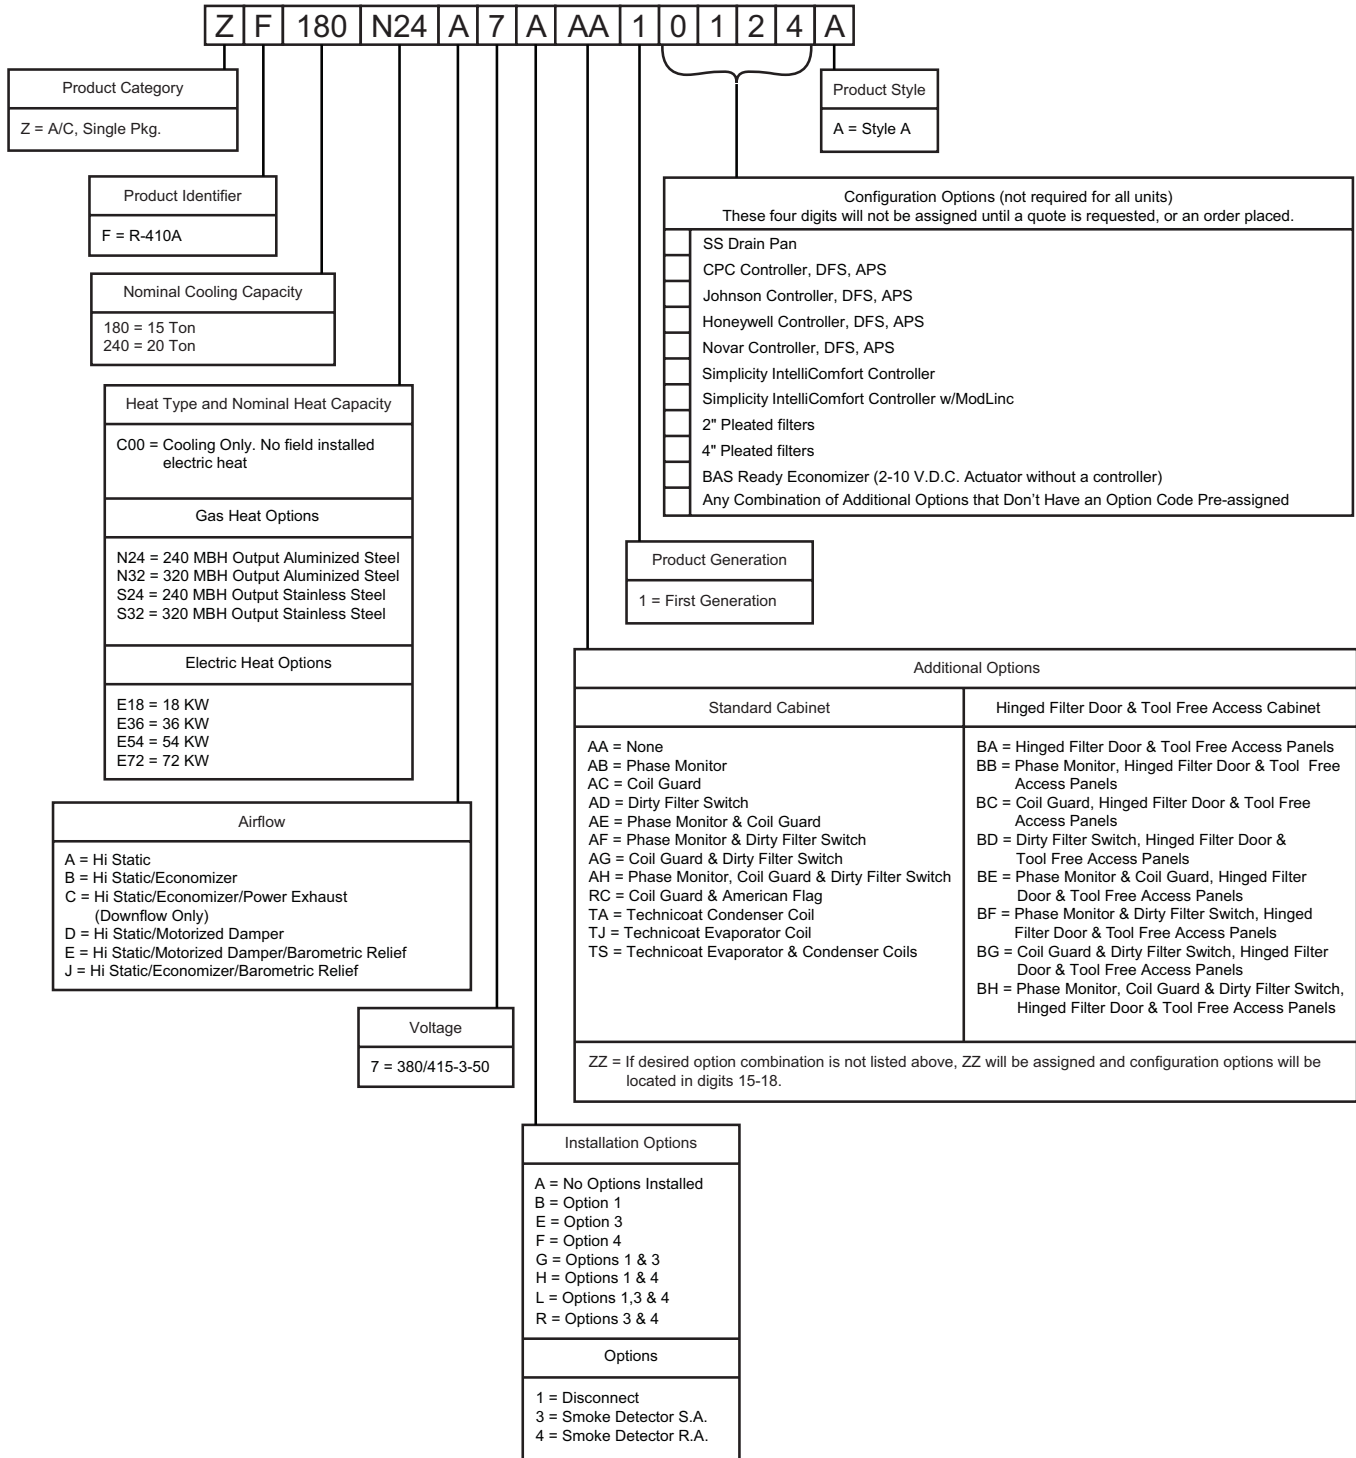 Z F 180 N24 A 7 A AA 1 0 1 2 4 A
Product Category
Z = A/C, Single Pkg.
Product Style
A = Style A
Product Identifier
F = R-410A
Nominal Cooling Capacity
180 = 15 Ton
240 = 20 Ton
Configuration Options (not required for all units)
These four digits will not be assigned until a quote is requested, or an order placed.
SS Drain Pan
CPC Controller, DFS, APS
Johnson Controller, DFS, APS
Honeywell Controller, DFS, APS
Novar Controller, DFS, APS
Simplicity IntelliComfort Controller
Simplicity IntelliComfort Controller w/ModLinc
2" Pleated filters
4" Pleated filters
BAS Ready Economizer (2-10 V.D.C. Actuator without a controller)
Any Combination of Additional Options that Don't Have an Option Code Pre-assigned
Heat Type and Nominal Heat Capacity
C00 = Cooling Only. No field installed
electric heat
Gas Heat Options
N24 = 240 MBH Output Aluminized Steel
N32 = 320 MBH Output Aluminized Steel
S24 = 240 MBH Output Stainless Steel
S32 = 320 MBH Output Stainless Steel
Electric Heat Options
E18 = 18 KW
E36 = 36 KW
E54 = 54 KW
E72 = 72 KW
Product Generation
1 = First Generation
Airflow
A = Hi Static
B = Hi Static/Economizer
C = Hi Static/Economizer/Power Exhaust
(Downflow Only)
D = Hi Static/Motorized Damper
E = Hi Static/Motorized Damper/Barometric Relief
J = Hi Static/Economizer/Barometric Relief
Voltage
7 = 380/415-3-50
Additional Options
Standard Cabinet
AA = None
AB = Phase Monitor
AC = Coil Guard
AD = Dirty Filter Switch
AE = Phase Monitor & Coil Guard
AF = Phase Monitor & Dirty Filter Switch
AG = Coil Guard & Dirty Filter Switch
AH = Phase Monitor, Coil Guard & Dirty Filter Switch
RC = Coil Guard & American Flag
TA = Technicoat Condenser Coil
TJ = Technicoat Evaporator Coil
TS = Technicoat Evaporator & Condenser Coils
Hinged Filter Door & Tool Free Access Cabinet
BA = Hinged Filter Door & Tool Free Access Panels
BB = Phase Monitor, Hinged Filter Door & Tool Free
Access Panels
BC = Coil Guard, Hinged Filter Door & Tool Free
Access Panels
BD = Dirty Filter Switch, Hinged Filter Door &
Tool Free Access Panels
BE = Phase Monitor & Coil Guard, Hinged Filter
Door & Tool Free Access Panels
BF = Phase Monitor & Dirty Filter Switch, Hinged
Filter Door & Tool Free Access Panels
BG = Coil Guard & Dirty Filter Switch, Hinged Filter
Door & Tool Free Access Panels
BH = Phase Monitor, Coil Guard & Dirty Filter Switch,
Hinged Filter Door & Tool Free Access Panels
ZZ = If desired option combination is not listed above, ZZ will be assigned and configuration options will be
located in digits 15-18.
Installation Options
A = No Options Installed
B = Option 1
E = Option 3
F = Option 4
G = Options 1 & 3
H = Options 1 & 4
L = Options 1,3 & 4
R = Options 3 & 4
Options
1 = Disconnect
3 = Smoke Detector S.A.
4 = Smoke Detector R.A.